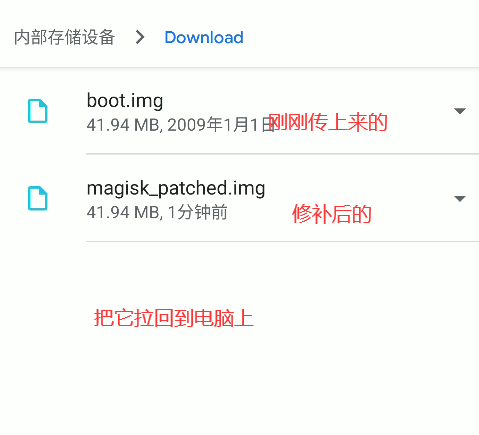 内部存储设备 > Download
boot.img
41.94 MB, 2009年1月1日
刚刚传上来的
magisk_patched.img
41.94 MB, 1分钟前
修补后的
把它拉回到电脑上